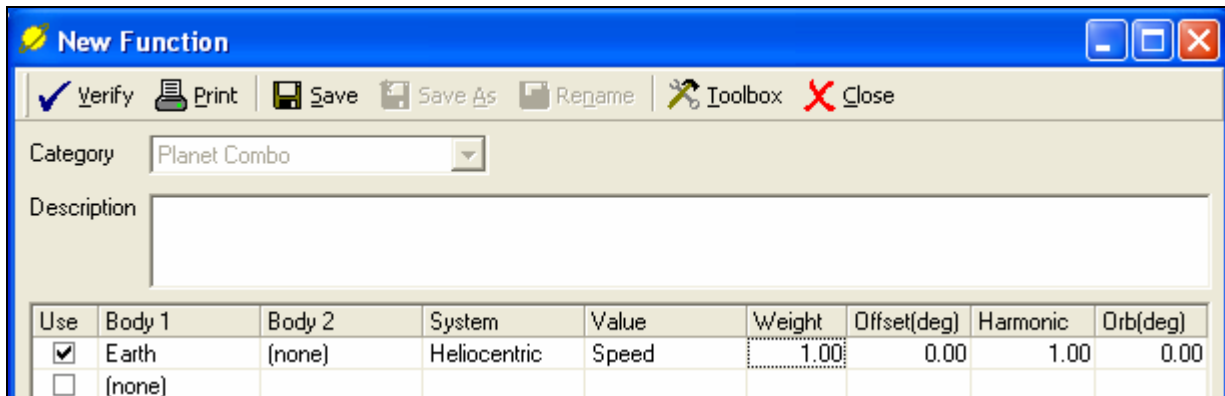 New Function
Verify Print Save Save As Rename Toolbox Close
Category Planet Combo
Description
Use Body 1 Body 2 System Value Weight Offset(deg) Harmonic Orb(deg)
Earth (none) Heliocentric Speed 1.00 0.00 1.00 0.00
(none)